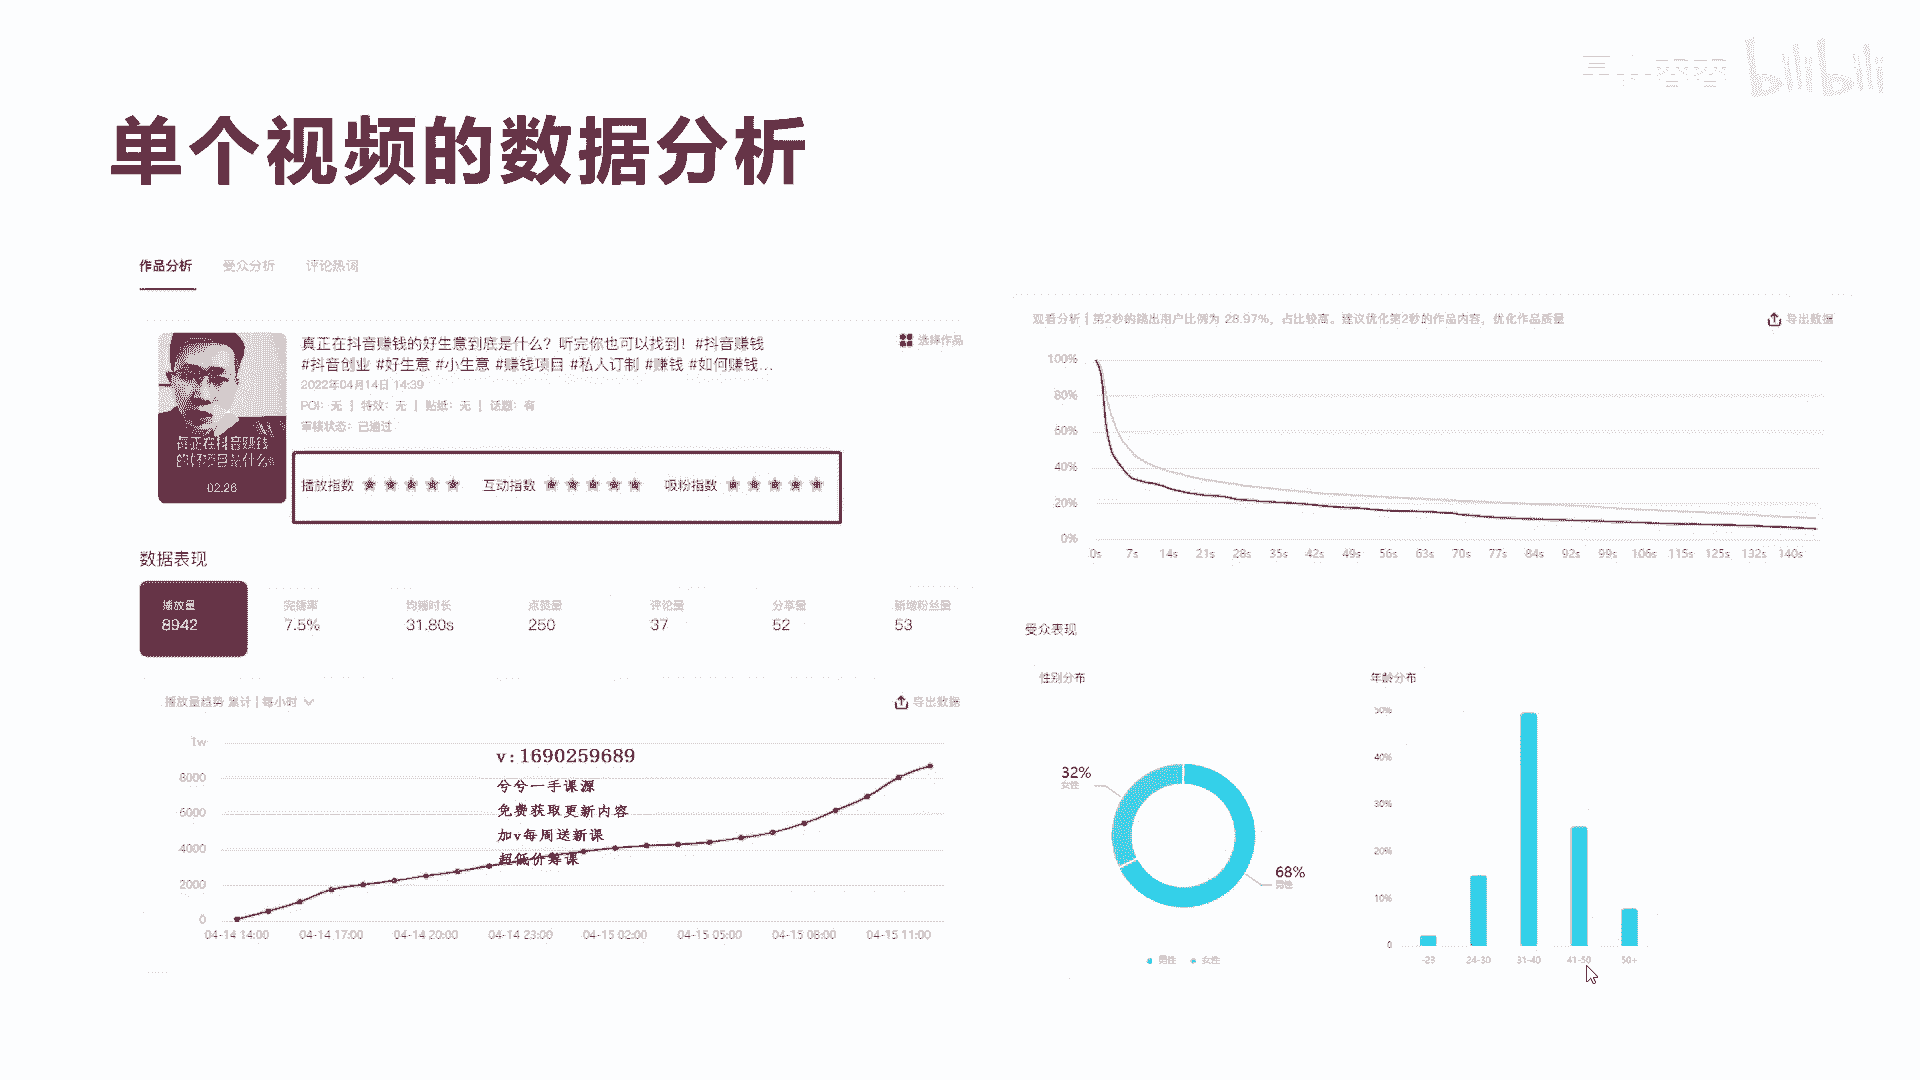 bilibili
单个视频的数据分析
作品分析 受众分析 评论热词
真正在抖音赚钱的好生意到底是什么？听完你也可以找到！ #抖音赚钱
#抖音创业 #好生意 #小生意 #赚钱项目 #私人订制 #赚钱 #如何赚钱...
选择作品
2022年04月14日 14:39
POI: 无 | 特效: 无 | 贴纸: 无 | 话题: 有
审核状态: 已通过
真正在抖音赚钱
的好项目是什么
02:26
播放指数 互动指数 吸粉指数
数据表现
播放量 完播率 均播时长 点赞量 评论量 分享量 新增粉丝量
8942 7.5% 31.80s 250 37 52 53
播放量趋势 累计 | 每小时
导出数据
1w
8000
6000
4000
2000
0
04-14 14:00 04-14 17:00 04-14 20:00 04-14 23:00 04-15 02:00 04-15 05:00 04-15 08:00 04-15 11:00
v:1690259689
兮兮一手课源
免费获取更新内容
加v每周送新课
超低价筹课
观看分析 | 第2秒的跳出用户比例为 28.97%，占比较高。建议优化第2秒的作品内容，优化作品质量
导出数据
100%
80%
60%
40%
20%
0%
0s 7s 14s 21s 28s 35s 42s 49s 56s 63s 70s 77s 84s 92s 99s 106s 115s 125s 132s 140s
受众表现
性别分布
32%
女性
68%
男性
男性 女性
年龄分布
50%
40%
30%
20%
10%
0
-23 24-30 31-40 41-50 50+